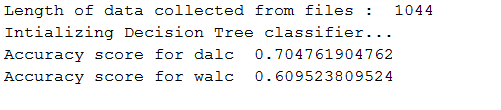 Length of data collected from files :  1044
Intializing Decision Tree classifier...
Accuracy score for dalc  0.704761904762
Accuracy score for walc  0.609523809524